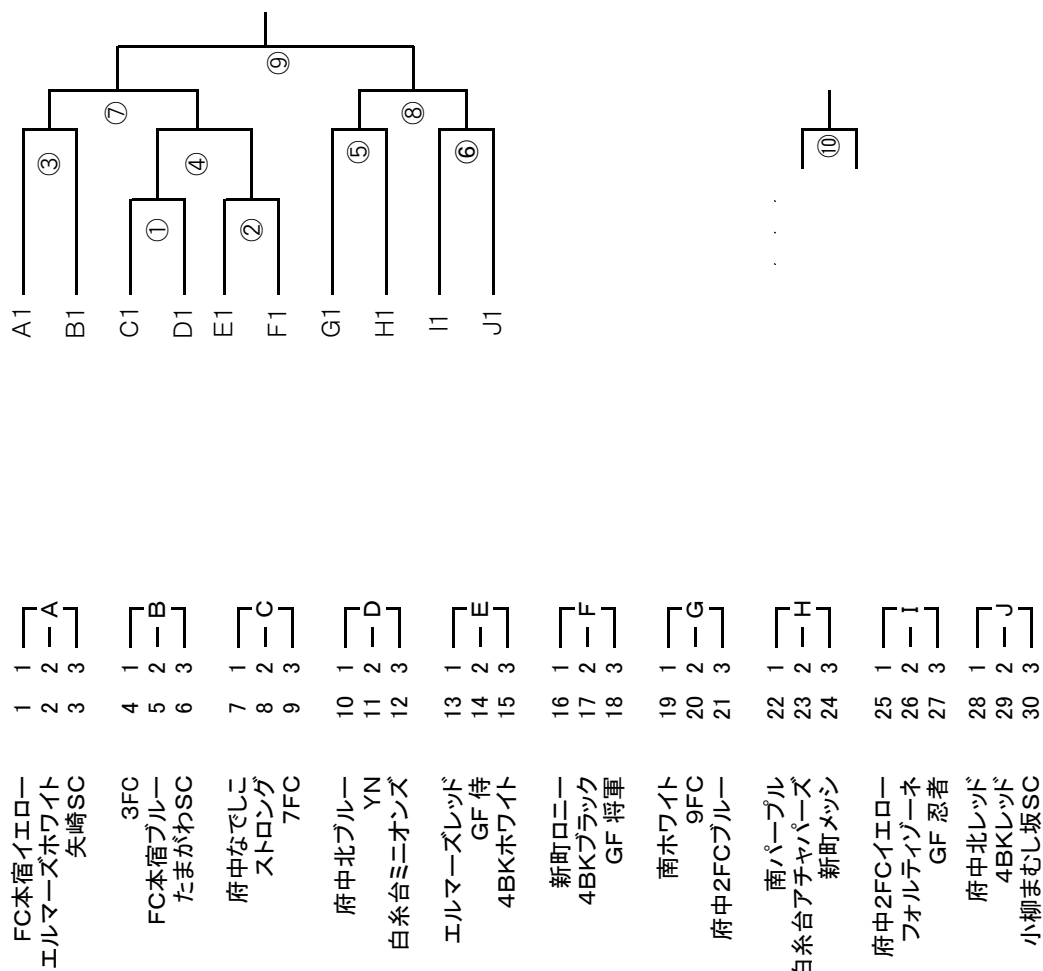 FC本宿イエロー 1 1
エルマーズホワイト 2 2 A
矢崎SC 3 3
3FC 4 1
FC本宿ブルー 5 2 B
たまがわSC 6 3
府中なでしこ 7 1
ストロング 8 2 C
7FC 9 3
府中北ブルー 10 1
YN 11 2 D
白糸台ミニオンズ 12 3
エルマーズレッド 13 1
GF 侍 14 2 E
4BKホワイト 15 3
新町ロニー 16 1
4BKブラック 17 2 F
GF 将軍 18 3
南ホワイト 19 1
9FC 20 2 G
府中2FCブルー 21 3
南パープル 22 1
白糸台アチャパーズ 23 2 H
新町メッシ 24 3
府中2FCイエロー 25 1
フォルティゾーネ 26 2 I
GF 忍者 27 3
府中北レッド 28 1
4BKレッド 29 2 J
小柳まむし坂SC 30 3
A1
③
B1
⑦
C1
①
D1
④
E1
②
F1
⑨
G1
⑤
H1
⑧
I1
⑥
J1
⑩